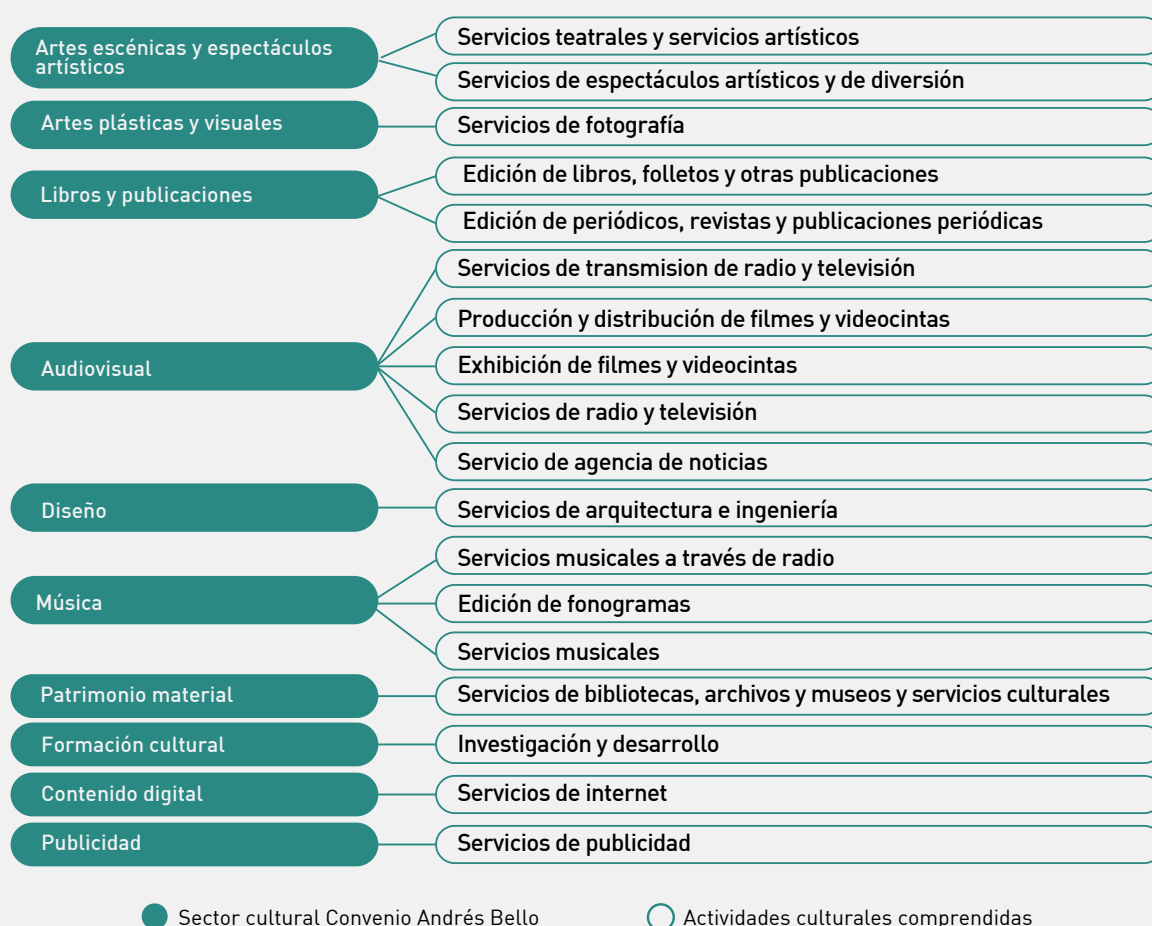 Artes escénicas y espectáculos
artísticos
Servicios teatrales y servicios artísticos
Servicios de espectáculos artísticos y de diversión
Artes plásticas y visuales
Servicios de fotografía
Libros y publicaciones
Edición de libros, folletos y otras publicaciones
Edición de periódicos, revistas y publicaciones periódicas
Audiovisual
Servicios de transmision de radio y televisión
Producción y distribución de filmes y videocintas
Exhibición de filmes y videocintas
Servicios de radio y televisión
Servicio de agencia de noticias
Diseño
Servicios de arquitectura e ingeniería
Música
Servicios musicales a través de radio
Edición de fonogramas
Servicios musicales
Patrimonio material
Servicios de bibliotecas, archivos y museos y servicios culturales
Formación cultural
Investigación y desarrollo
Contenido digital
Servicios de internet
Publicidad
Servicios de publicidad
Sector cultural Convenio Andrés Bello
Actividades culturales comprendidas